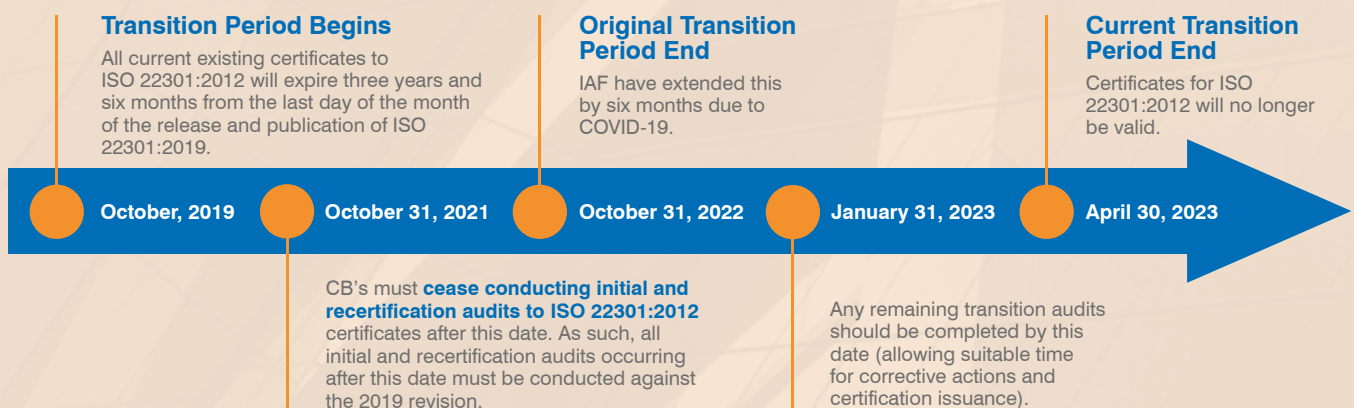 Transition Period Begins
All current existing certificates to
ISO 22301:2012 will expire three years and
six months from the last day of the month
of the release and publication of ISO
22301:2019.
Original Transition
Period End
IAF have extended this
by six months due to
COVID-19.
Current Transition
Period End
Certificates for ISO
22301:2012 will no longer
be valid.
October, 2019
October 31, 2021
October 31, 2022
January 31, 2023
April 30, 2023
CB's must cease conducting initial and
recertification audits to ISO 22301:2012
certificates after this date. As such, all
initial and recertification audits occurring
after this date must be conducted against
the 2019 revision.
Any remaining transition audits
should be completed by this
date (allowing suitable time
for corrective actions and
certification issuance).